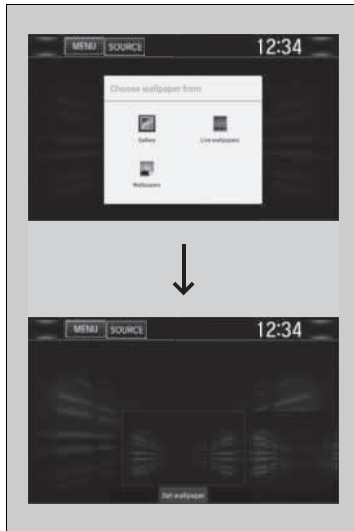 MENU SOURCE 12:34
Choose wallpaper from
Gallery Live wallpapers
Wallpapers
MENU SOURCE 12:34
Set wallpaper